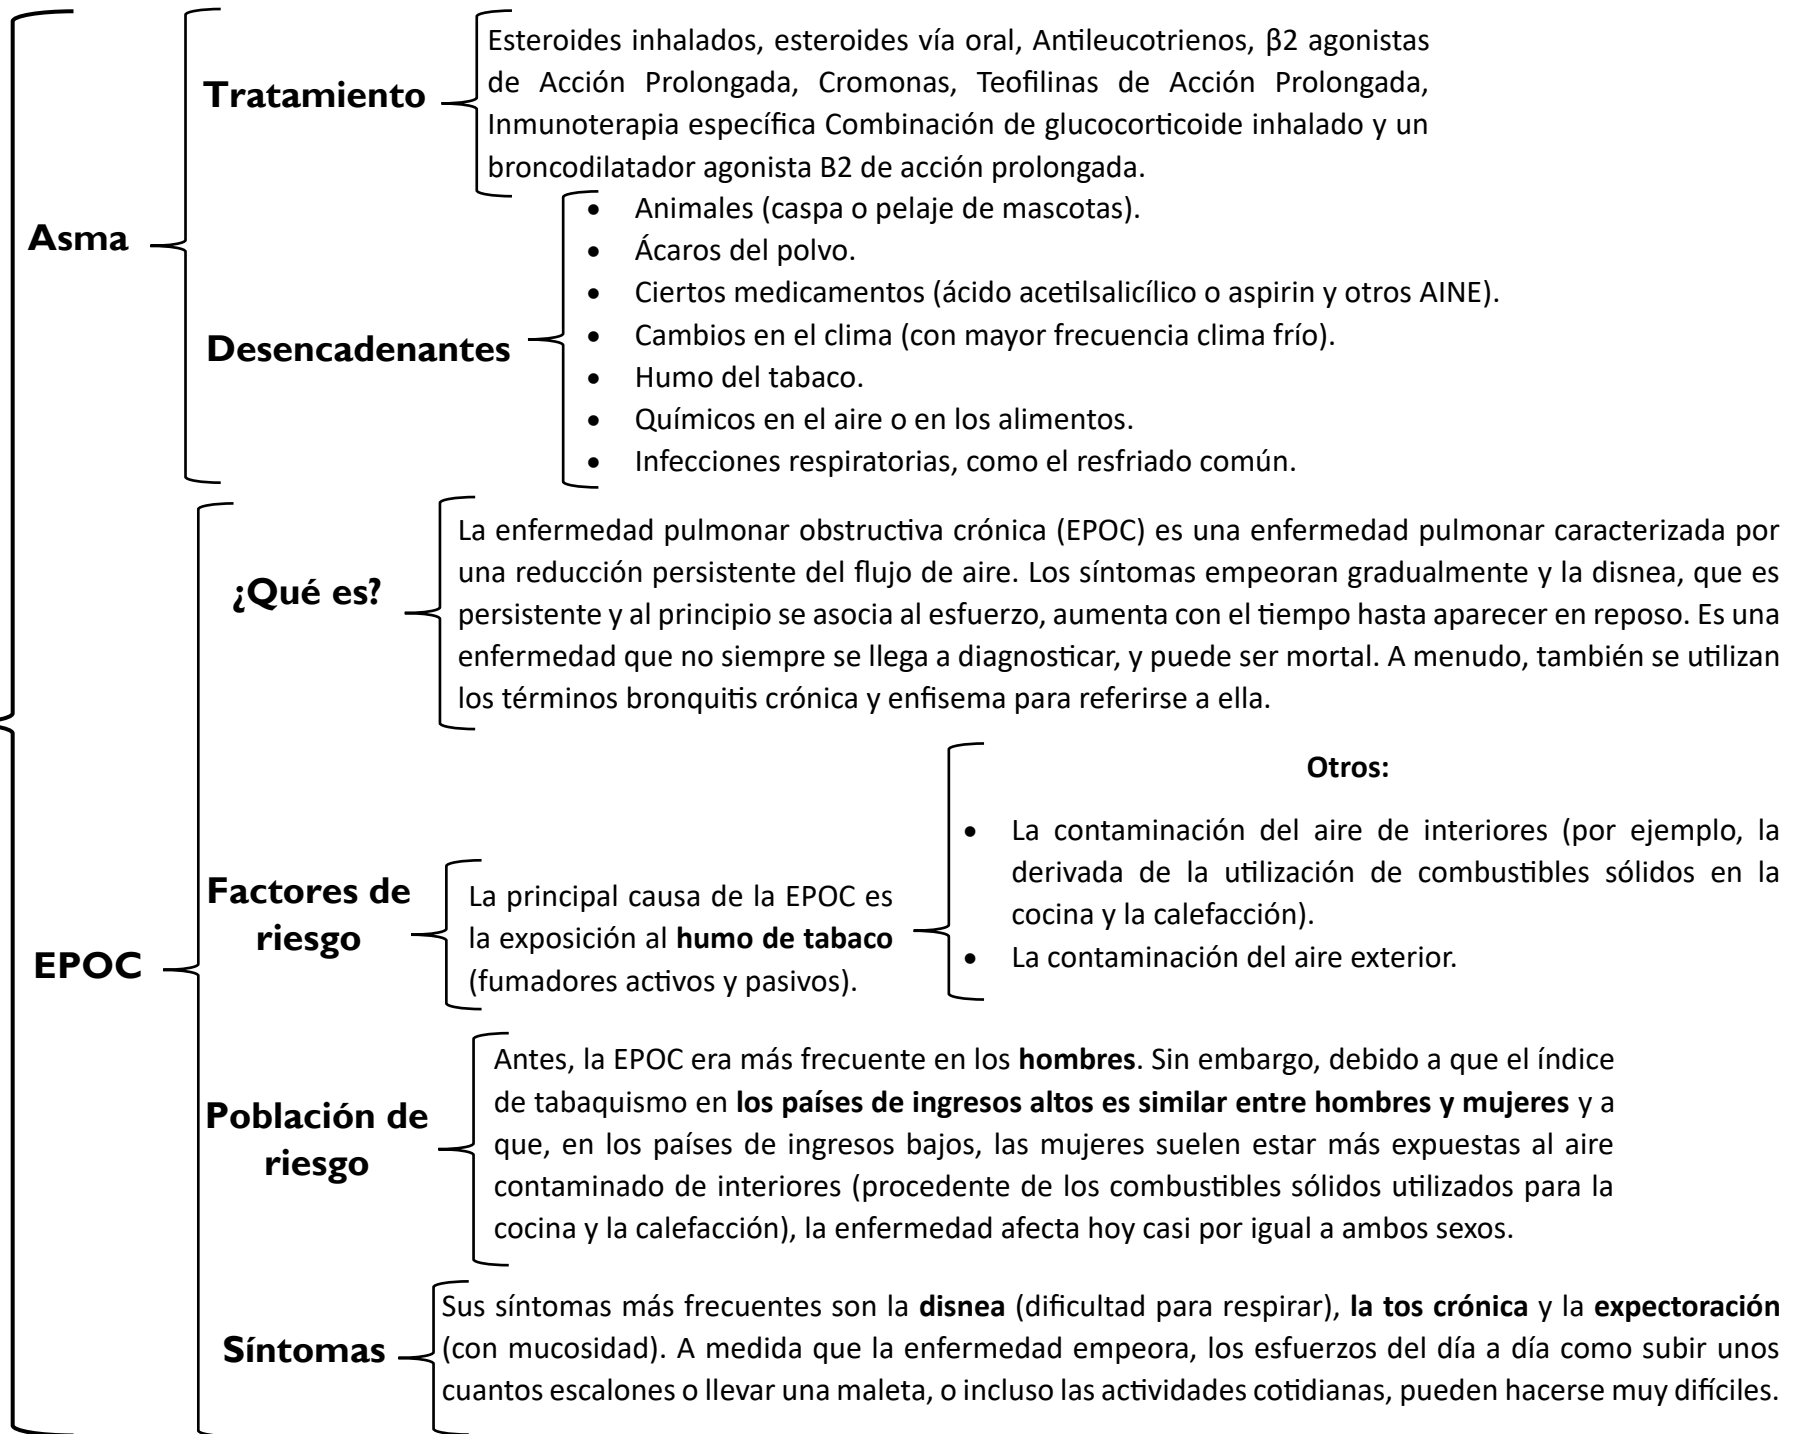 Asma
Tratamiento
Esteroides inhalados, esteroides vía oral, Antileucotrienos, β2 agonistas
de Acción Prolongada, Cromonas, Teofilinas de Acción Prolongada,
Inmunoterapia específica Combinación de glucocorticoide inhalado y un
broncodilatador agonista B2 de acción prolongada.
Desencadenantes
• Animales (caspa o pelaje de mascotas).
• Ácaros del polvo.
• Ciertos medicamentos (ácido acetilsalicílico o aspirin y otros AINE).
• Cambios en el clima (con mayor frecuencia clima frío).
• Humo del tabaco.
• Químicos en el aire o en los alimentos.
• Infecciones respiratorias, como el resfriado común.
EPOC
¿Qué es?
La enfermedad pulmonar obstructiva crónica (EPOC) es una enfermedad pulmonar caracterizada por
una reducción persistente del flujo de aire. Los síntomas empeoran gradualmente y la disnea, que es
persistente y al principio se asocia al esfuerzo, aumenta con el tiempo hasta aparecer en reposo. Es una
enfermedad que no siempre se llega a diagnosticar, y puede ser mortal. A menudo, también se utilizan
los términos bronquitis crónica y enfisema para referirse a ella.
Factores de
riesgo
La principal causa de la EPOC es
la exposición al humo de tabaco
(fumadores activos y pasivos).
Otros:
• La contaminación del aire de interiores (por ejemplo, la
derivada de la utilización de combustibles sólidos en la
cocina y la calefacción).
• La contaminación del aire exterior.
Población de
riesgo
Antes, la EPOC era más frecuente en los hombres. Sin embargo, debido a que el índice
de tabaquismo en los países de ingresos altos es similar entre hombres y mujeres y a
que, en los países de ingresos bajos, las mujeres suelen estar más expuestas al aire
contaminado de interiores (procedente de los combustibles sólidos utilizados para la
cocina y la calefacción), la enfermedad afecta hoy casi por igual a ambos sexos.
Síntomas
Sus síntomas más frecuentes son la disnea (dificultad para respirar), la tos crónica y la expectoración
(con mucosidad). A medida que la enfermedad empeora, los esfuerzos del día a día como subir unos
cuantos escalones o llevar una maleta, o incluso las actividades cotidianas, pueden hacerse muy difíciles.